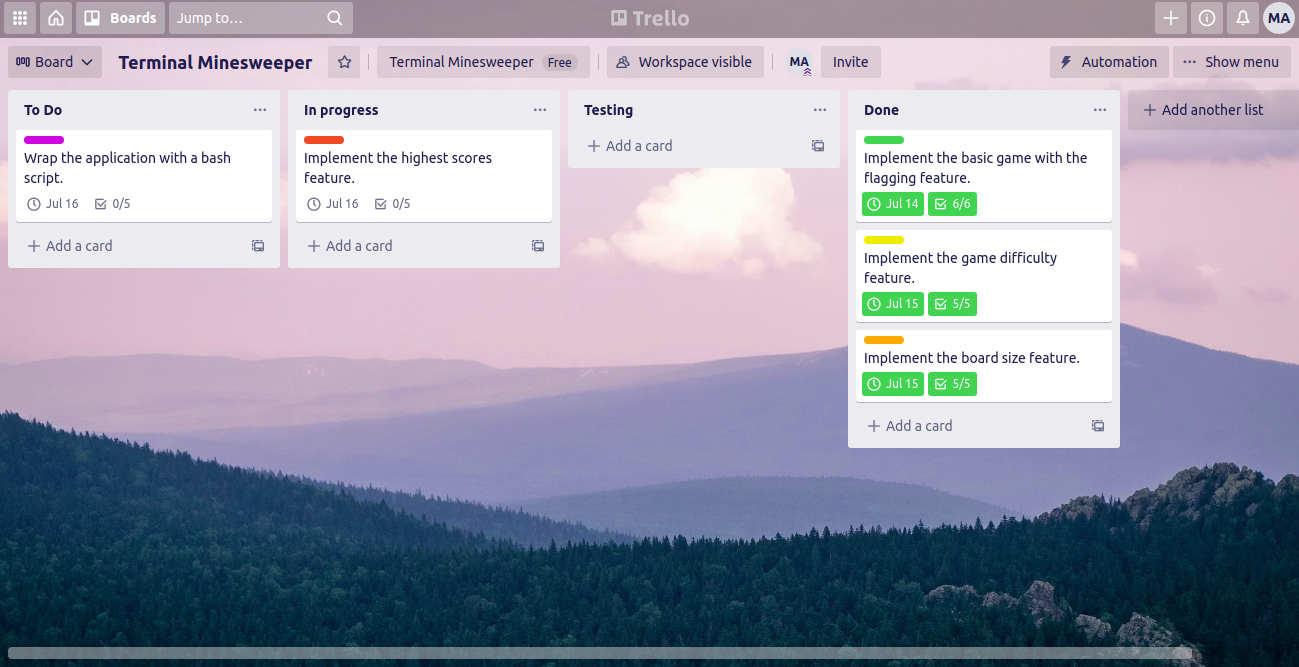 Boards
Jump to…
Trello
MA
Board
Terminal Minesweeper
Terminal Minesweeper Free
Workspace visible
MA
Invite
Automation
Show menu
To Do
Wrap the application with a bash
script.
Jul 16 0/5
Add a card
In progress
Implement the highest scores
feature.
Jul 16 0/5
Add a card
Testing
Add a card
Done
Implement the basic game with the
flagging feature.
Jul 14 6/6
Implement the game difficulty
feature.
Jul 15 5/5
Implement the board size feature.
Jul 15 5/5
Add a card
Add another list